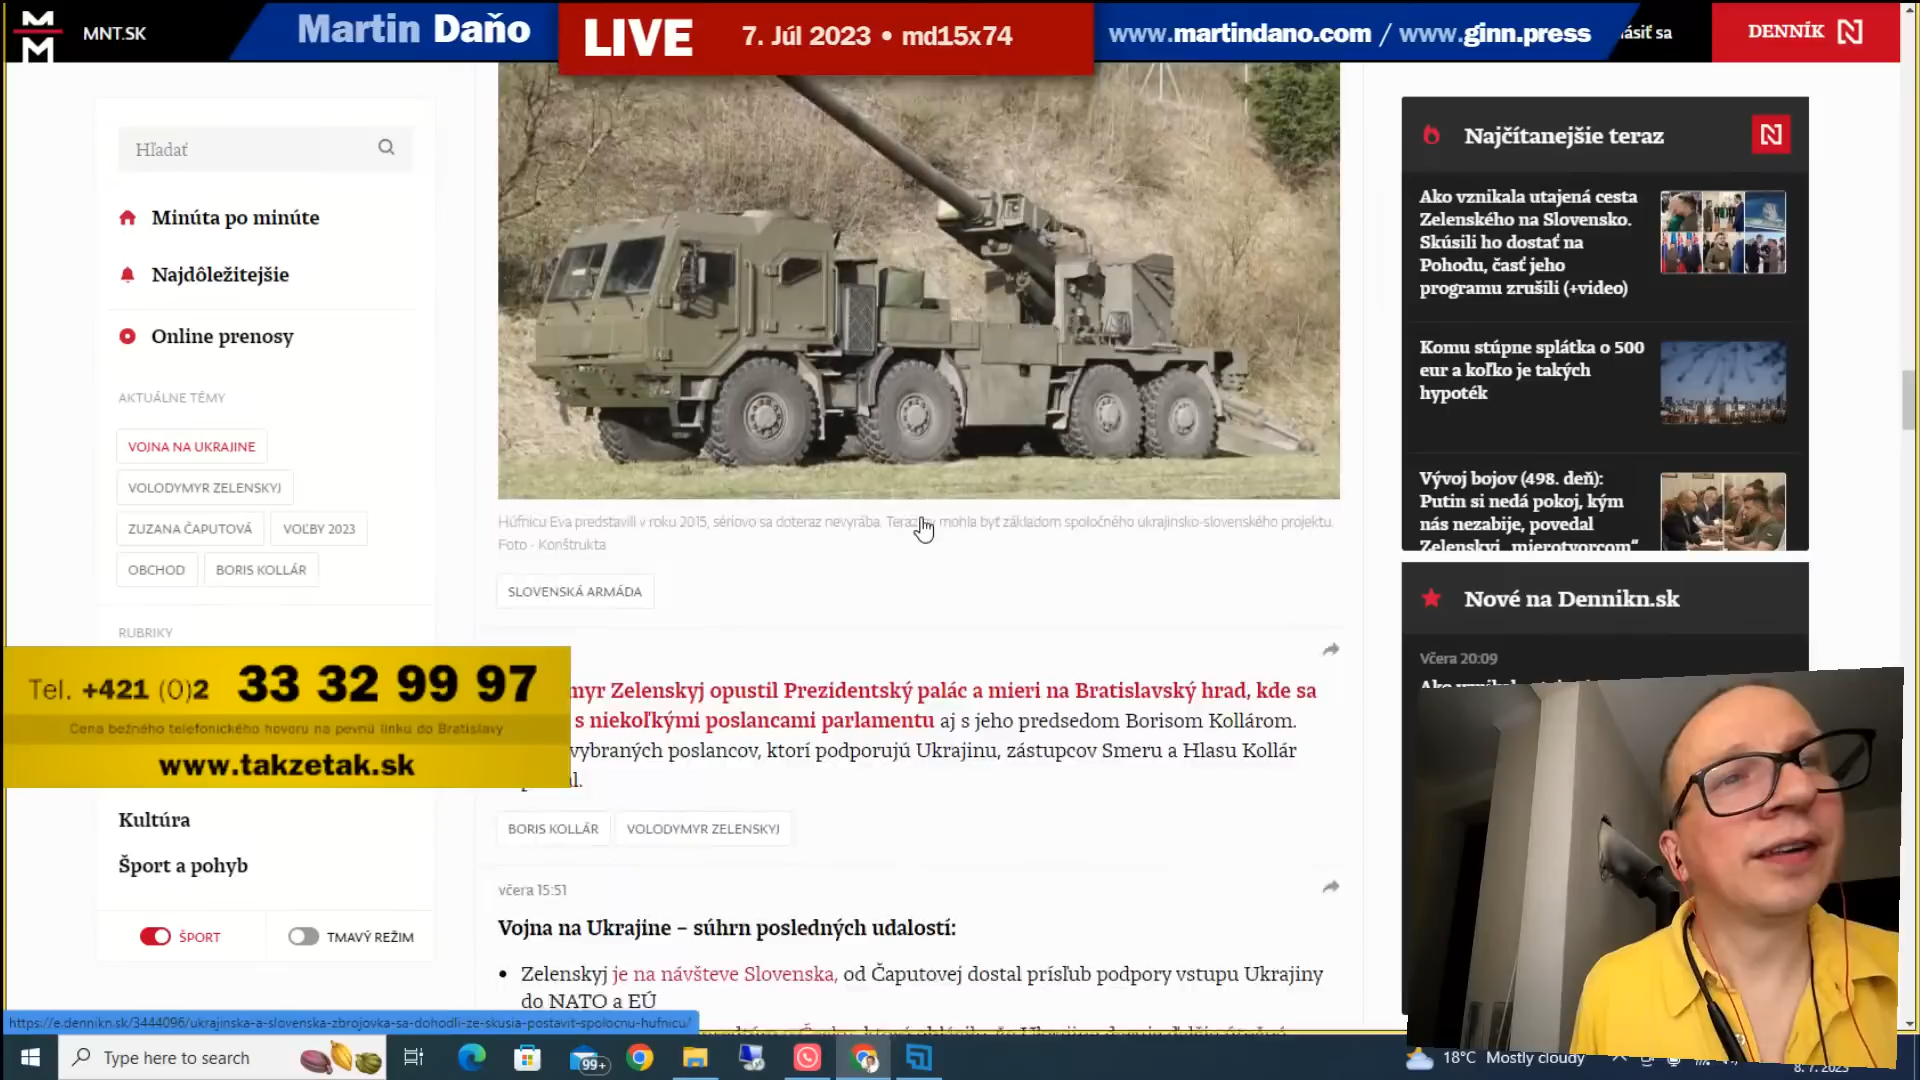 MNT.SK
Martin Daňo
LIVE
7. Júl 2023 • md15x74
www.martindano.com / www.ginn.press
ásiť sa
DENNÍK N
Hľadať
Minúta po minúte
Najdôležitejšie
Online prenosy
AKTUÁLNE TÉMY
VOJNA NA UKRAJINE
VOLODYMYR ZELENSKYJ
ZUZANA ČAPUTOVÁ
VOĽBY 2023
OBCHOD
BORIS KOLLÁR
RUBRIKY
Tel. +421 (0)2 33 32 99 97
Cena bežného telefonického hovoru na pevnú linku do Bratislavy
www.takzetak.sk
Kultúra
Šport a pohyb
ŠPORT
TMAVÝ REŽIM
Húfnicu Eva predstavili v roku 2015, sériovo sa doteraz nevyrába. Teraz mohla byť základom spoločného ukrajinsko-slovenského projektu.
Foto - Konštrukta
SLOVENSKÁ ARMÁDA
myr Zelenskyj opustil Prezidentský palác a mieri na Bratislavský hrad, kde sa
s niekoľkými poslancami parlamentu aj s jeho predsedom Borisom Kollárom.
vybraných poslancov, ktorí podporujú Ukrajinu, zástupcov Smeru a Hlasu Kollár
BORIS KOLLÁR
VOLODYMYR ZELENSKYJ
včera 15:51
Vojna na Ukrajine – súhrn posledných udalostí:
• Zelenskyj je na návšteve Slovenska, od Čaputovej dostal prísľub podpory vstupu Ukrajiny
do NATO a EÚ
Najčítanejšie teraz
N
Ako vznikala utajená cesta
Zelenského na Slovensko.
Skúsili ho dostať na
Pohodu, časť jeho
programu zrušili (+video)
Komu stúpne splátka o 500
eur a koľko je takých
hypoték
Vývoj bojov (498. deň):
Putin si nedá pokoj, kým
nás nezabije, povedal
Zelenskyj „mierotvorcom“
Nové na Dennikn.sk
Včera 20:09
https://e.dennikn.sk/3444096/ukrajinska-a-slovenska-zbrojovka-sa-dohodli-ze-skusia-postavit-spolocnu-hufnicu/
Type here to search
99+
18°C Mostly cloudy
8. 7. 2023